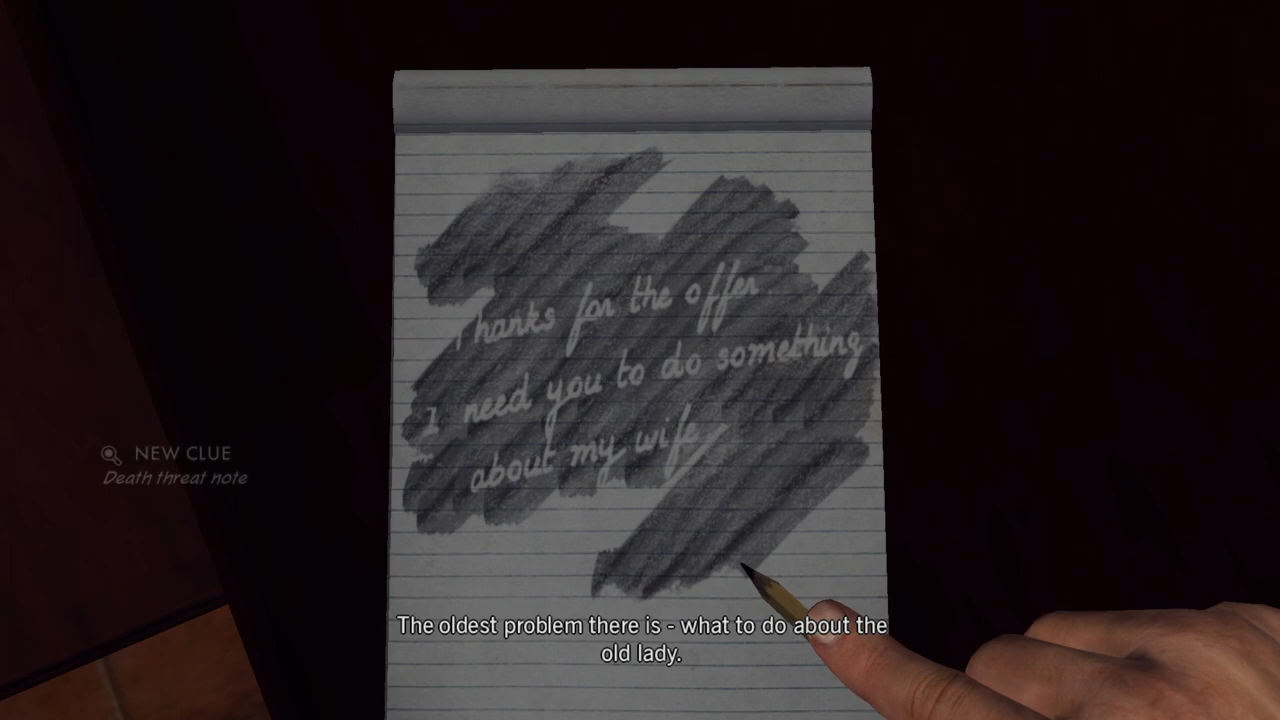 Thanks for the offer
I need you to do something
about my wife
NEW CLUE
Death threat note
The oldest problem there is - what to do about the
old lady.